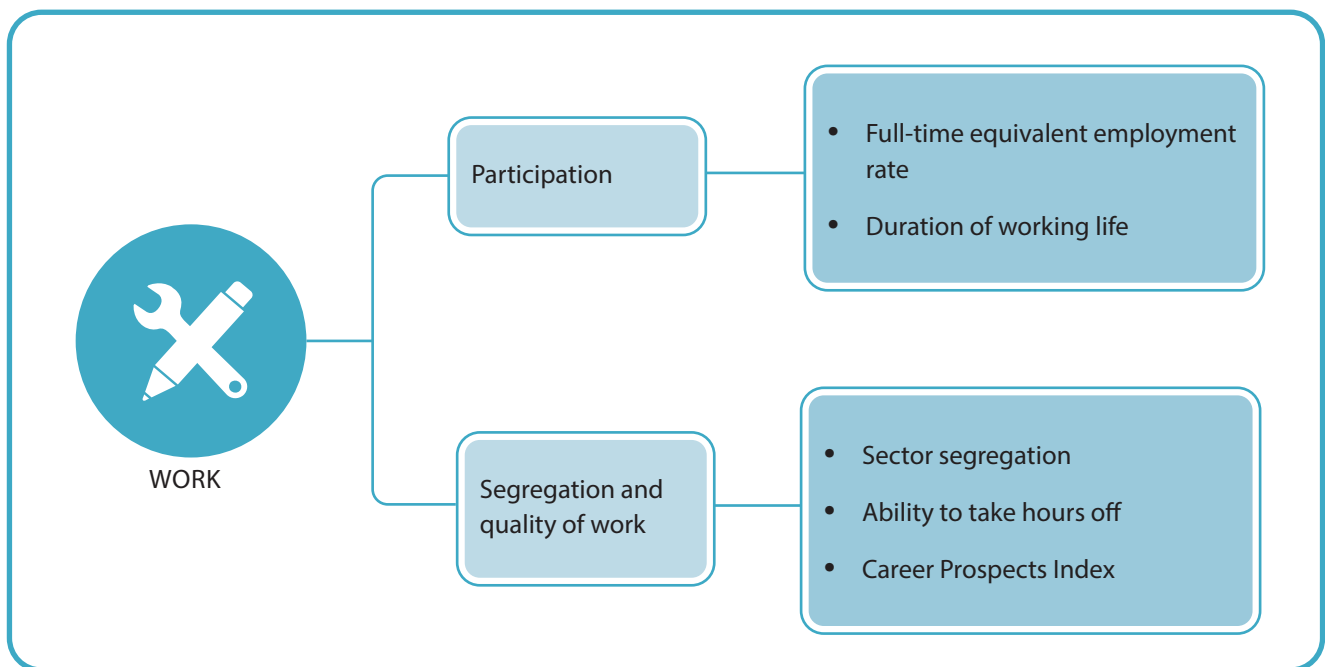 WORK
Participation
• Full-time equivalent employment
rate
• Duration of working life
Segregation and
quality of work
• Sector segregation
• Ability to take hours off
• Career Prospects Index